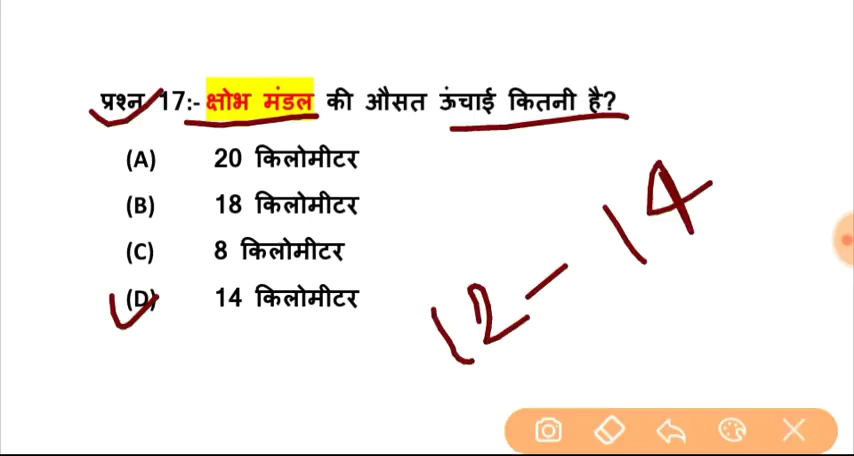 प्रश्न 17:- क्षोभ मंडल की औसत ऊंचाई कितनी है?
(A) 20 किलोमीटर
(B) 18 किलोमीटर
(C) 8 किलोमीटर
(D) 14 किलोमीटर
12 - 14